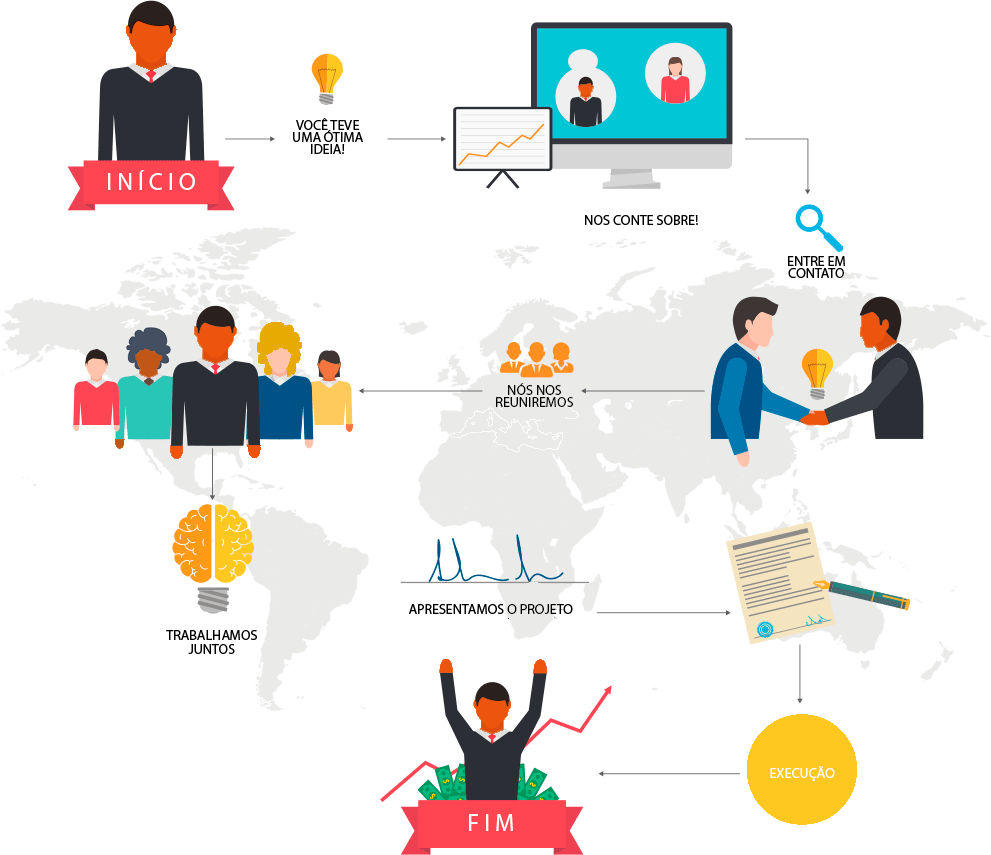 INÍCIO
VOCÊ TEVE
UMA ÓTIMA
IDEIA!
NOS CONTE SOBRE!
ENTRE EM
CONTATO
NÓS NOS
REUNIREMOS
TRABALHAMOS
JUNTOS
APRESENTAMOS O PROJETO
EXECUÇÃO
FIM